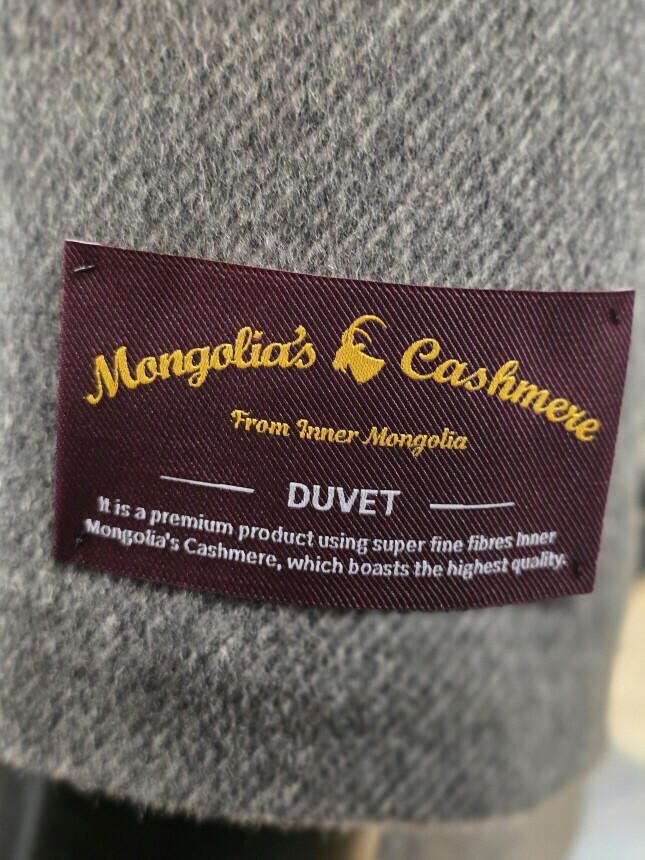 Mongolia's Cashmere
From Inner Mongolia
DUVET
It is a premium product using super fine fibres Inner
Mongolia's Cashmere, which boasts the highest quality.